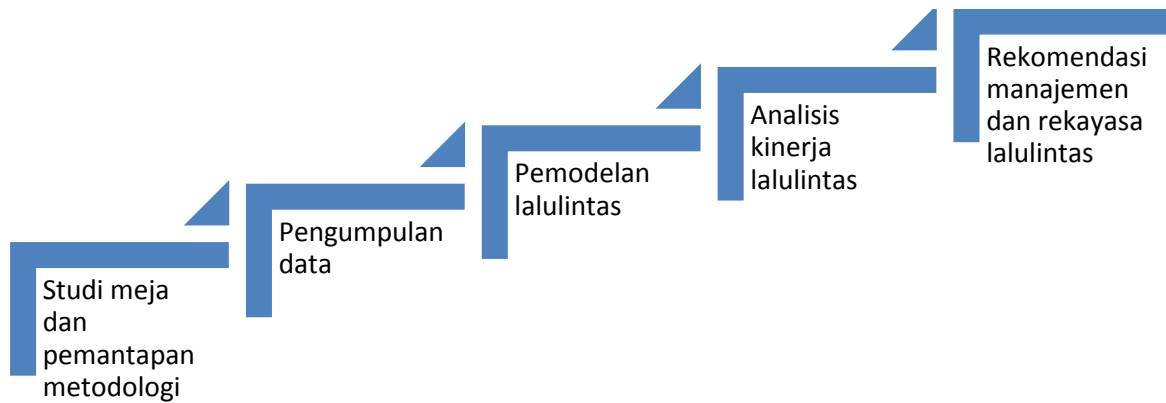 Studi meja
dan
pemantapan
metodologi
Pengumpulan
data
Pemodelan
lalulintas
Analisis
kinerja
lalulintas
Rekomendasi
manajemen
dan rekayasa
lalulintas